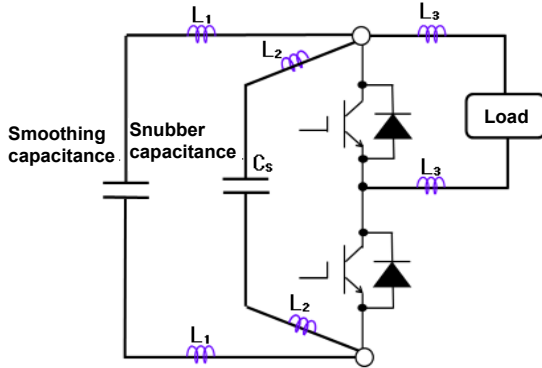 L₁
L₂
L₃
Load
Smoothing
capacitance
Snubber
capacitance
Cs
L₃
L₂
L₁